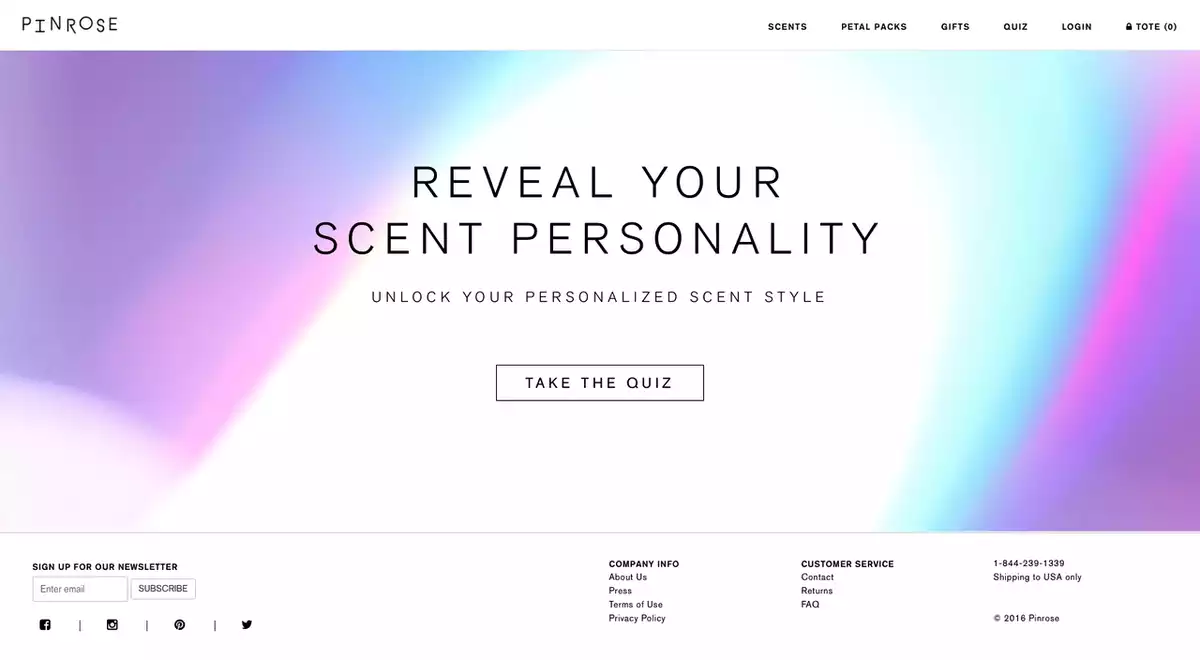 PINROSE
SCENTS
PETAL PACKS
GIFTS
QUIZ
LOGIN
TOTE (0)
REVEAL YOUR
SCENT PERSONALITY
UNLOCK YOUR PERSONALIZED SCENT STYLE
TAKE THE QUIZ
SIGN UP FOR OUR NEWSLETTER
Enter email
SUBSCRIBE
COMPANY INFO
About Us
Press
Terms of Use
Privacy Policy
CUSTOMER SERVICE
Contact
Returns
FAQ
1-844-239-1339
Shipping to USA only
© 2016 Pinrose